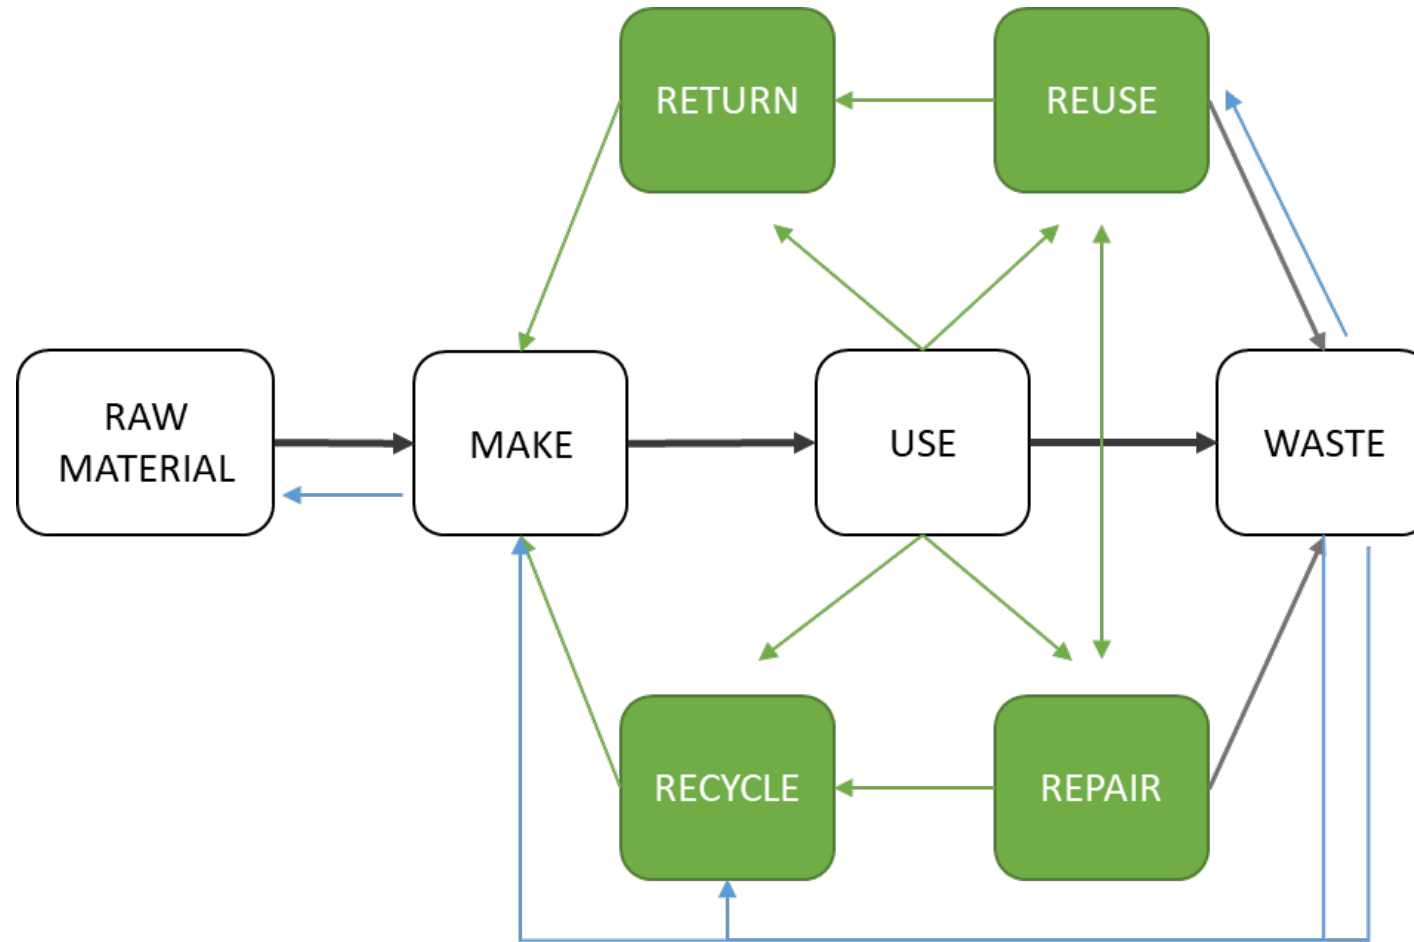 RETURN
REUSE
RAW
MATERIAL
MAKE
USE
WASTE
RECYCLE
REPAIR